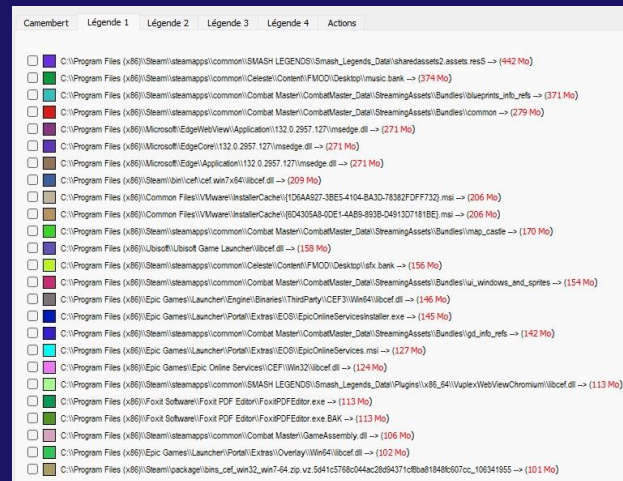 Camembert Légende 1 Légende 2 Légende 3 Légende 4 Actions
C:\\Program Files (x86)\\Steam\\steamapps\\common\\SMASH LEGENDS\\Smash_Legends_Data\\sharedassets2.assets.resS --> (442 Mo)
C:\\Program Files (x86)\\Steam\\steamapps\\common\\Celeste\\Content\\FMOD\\Desktop\\music.bank --> (374 Mo)
C:\\Program Files (x86)\\Steam\\steamapps\\common\\Combat Master\\CombatMaster_Data\\StreamingAssets\\Bundles\\blueprints_info_refs --> (371 Mo)
C:\\Program Files (x86)\\Steam\\steamapps\\common\\Combat Master\\CombatMaster_Data\\StreamingAssets\\Bundles\\common --> (279 Mo)
C:\\Program Files (x86)\\Microsoft\\EdgeWebView\\Application\\132.0.2957.127\\msedge.dll --> (271 Mo)
C:\\Program Files (x86)\\Microsoft\\EdgeCore\\132.0.2957.127\\msedge.dll --> (271 Mo)
C:\\Program Files (x86)\\Microsoft\\Edge\\Application\\132.0.2957.127\\msedge.dll --> (271 Mo)
C:\\Program Files (x86)\\Steam\\bin\\cef\\cef.win7x64\\libcef.dll --> (209 Mo)
C:\\Program Files (x86)\\Common Files\\VMware\\InstallerCache\\{1D6AA927-3BE5-4104-BA3D-78382FDFF732}.msi --> (206 Mo)
C:\\Program Files (x86)\\Common Files\\VMware\\InstallerCache\\{6D4305A8-0DE1-4AB9-893B-D4913D7181BE}.msi --> (206 Mo)
C:\\Program Files (x86)\\Steam\\steamapps\\common\\Combat Master\\CombatMaster_Data\\StreamingAssets\\Bundles\\map_castle --> (170 Mo)
C:\\Program Files (x86)\\Ubisoft\\Ubisoft Game Launcher\\libcef.dll --> (158 Mo)
C:\\Program Files (x86)\\Steam\\steamapps\\common\\Celeste\\Content\\FMOD\\Desktop\\sfx.bank --> (156 Mo)
C:\\Program Files (x86)\\Steam\\steamapps\\common\\Combat Master\\CombatMaster_Data\\StreamingAssets\\Bundles\\ui_windows_and_sprites --> (154 Mo)
C:\\Program Files (x86)\\Epic Games\\Launcher\\Engine\\Binaries\\ThirdParty\\CEF3\\Win64\\libcef.dll --> (146 Mo)
C:\\Program Files (x86)\\Epic Games\\Launcher\\Portal\\Extras\\EOS\\EpicOnlineServicesInstaller.exe --> (145 Mo)
C:\\Program Files (x86)\\Steam\\steamapps\\common\\Combat Master\\CombatMaster_Data\\StreamingAssets\\Bundles\\gd_info_refs --> (142 Mo)
C:\\Program Files (x86)\\Epic Games\\Launcher\\Portal\\Extras\\EOS\\EpicOnlineServices.msi --> (127 Mo)
C:\\Program Files (x86)\\Epic Games\\Epic Online Services\\CEF\\Win32\\libcef.dll --> (124 Mo)
C:\\Program Files (x86)\\Steam\\steamapps\\common\\SMASH LEGENDS\\Smash_Legends_Data\\Plugins\\x86_64\\VuplexWebViewChromium\\libcef.dll --> (113 Mo)
C:\\Program Files (x86)\\Foxit Software\\Foxit PDF Editor\\FoxitPDFEditor.exe --> (113 Mo)
C:\\Program Files (x86)\\Foxit Software\\Foxit PDF Editor\\FoxitPDFEditor.exe.BAK --> (113 Mo)
C:\\Program Files (x86)\\Steam\\steamapps\\common\\Combat Master\\GameAssembly.dll --> (106 Mo)
C:\\Program Files (x86)\\Epic Games\\Launcher\\Portal\\Extras\\Overlay\\Win64\\libcef.dll --> (102 Mo)
C:\\Program Files (x86)\\Steam\\package\\bins_cef_win32_win7-64.zip.vz.5d41c5768c044ac28d94371cf8ba81848fc607cc_106341955 --> (101 Mo)